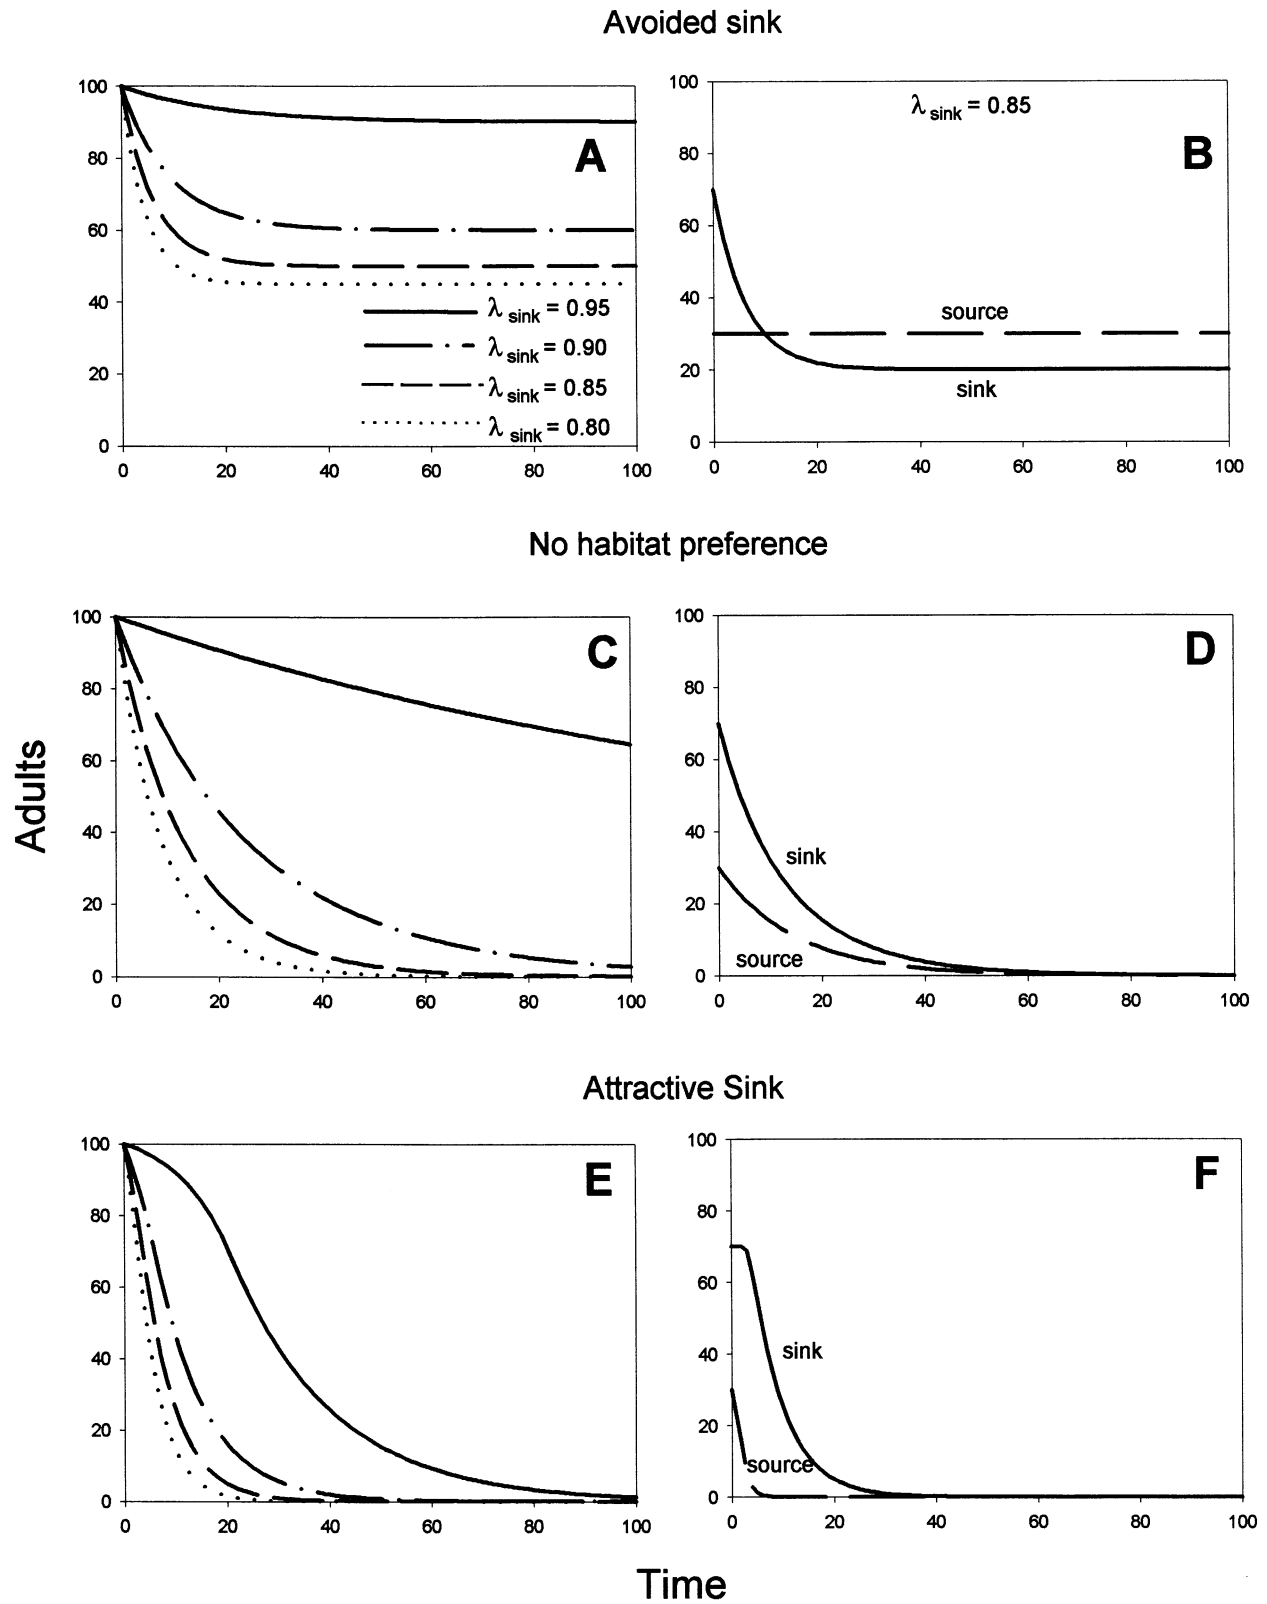 Avoided sink
100
80
60
40
20
0
0 20 40 60 80 100
A
λ sink = 0.95
λ sink = 0.90
λ sink = 0.85
λ sink = 0.80
100
80
60
40
20
0
0 20 40 60 80 100
λ sink = 0.85
B
source
sink
No habitat preference
100
80
60
40
20
0
0 20 40 60 80 100
C
100
80
60
40
20
0
0 20 40 60 80 100
D
sink
source
Adults
Attractive Sink
100
80
60
40
20
0
0 20 40 60 80 100
E
100
80
60
40
20
0
0 20 40 60 80 100
F
sink
source
Time